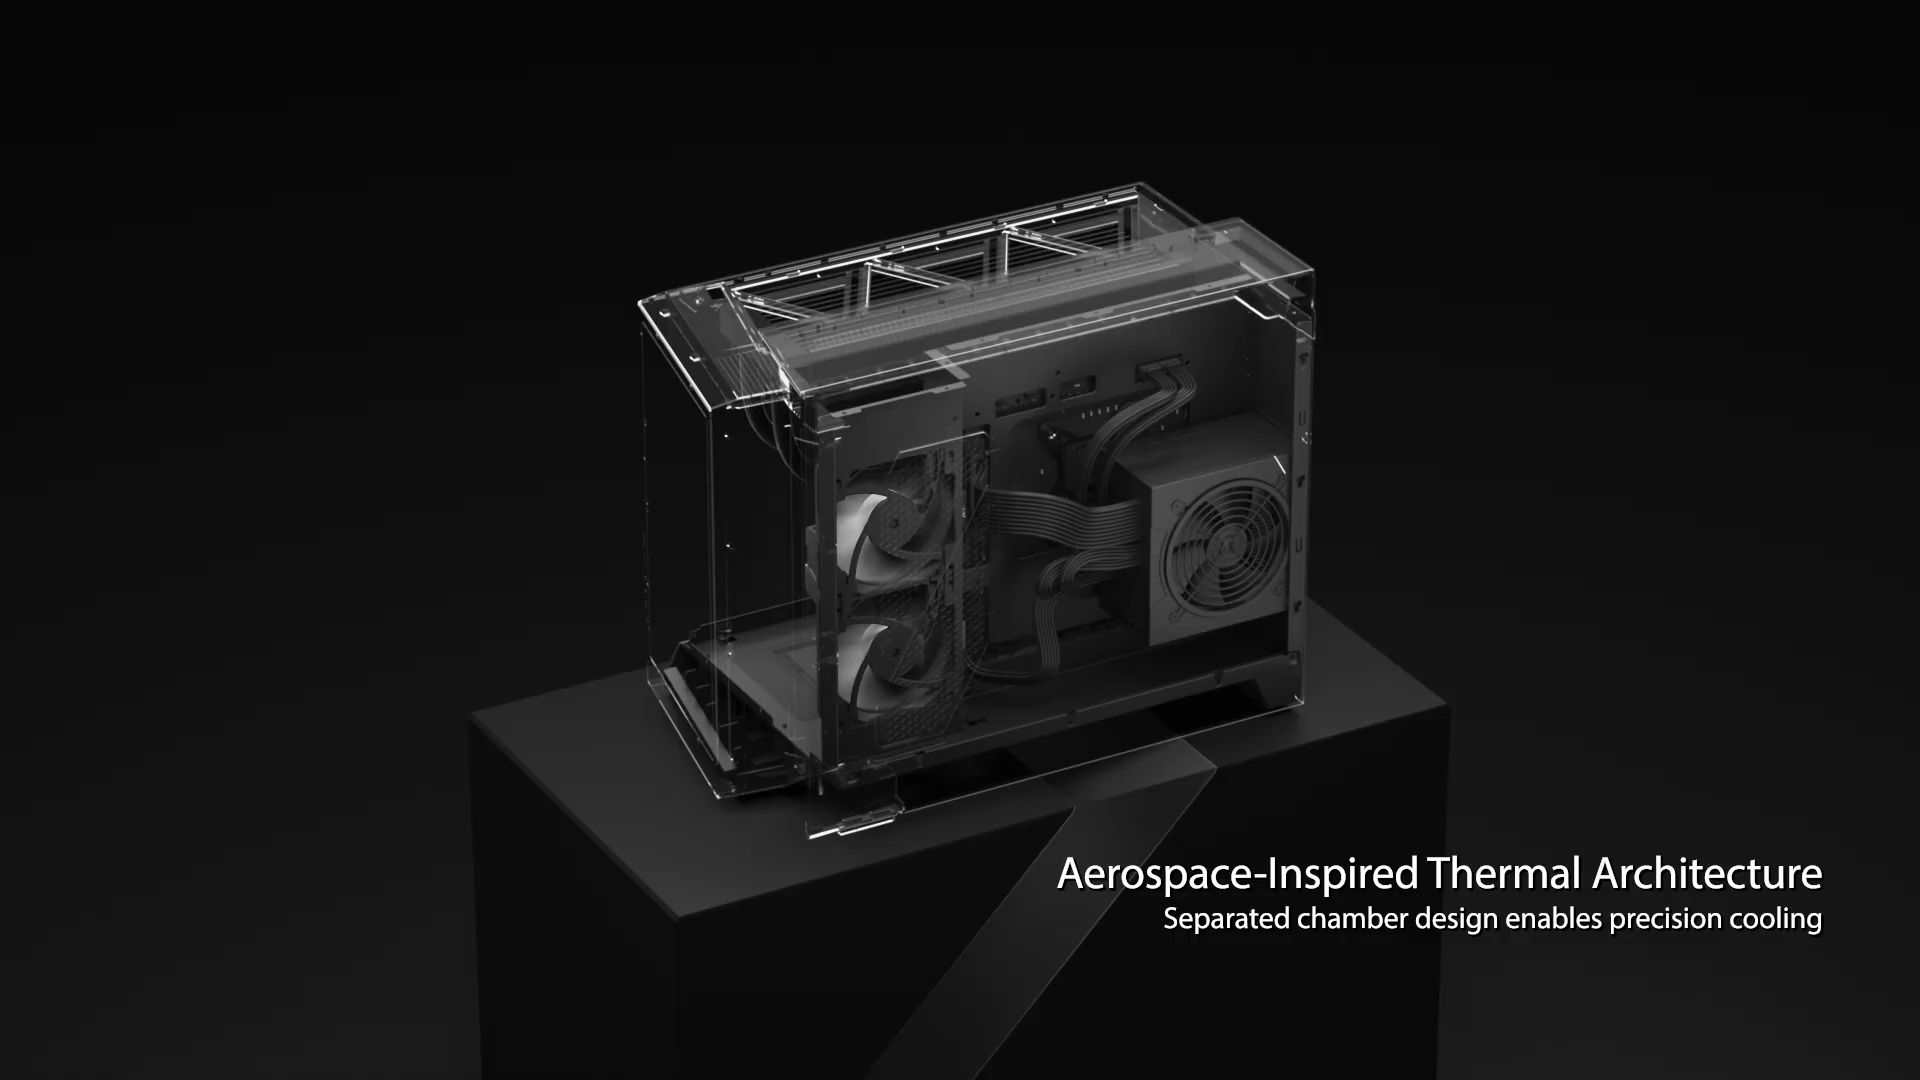 Aerospace-Inspired Thermal Architecture
Separated chamber design enables precision cooling